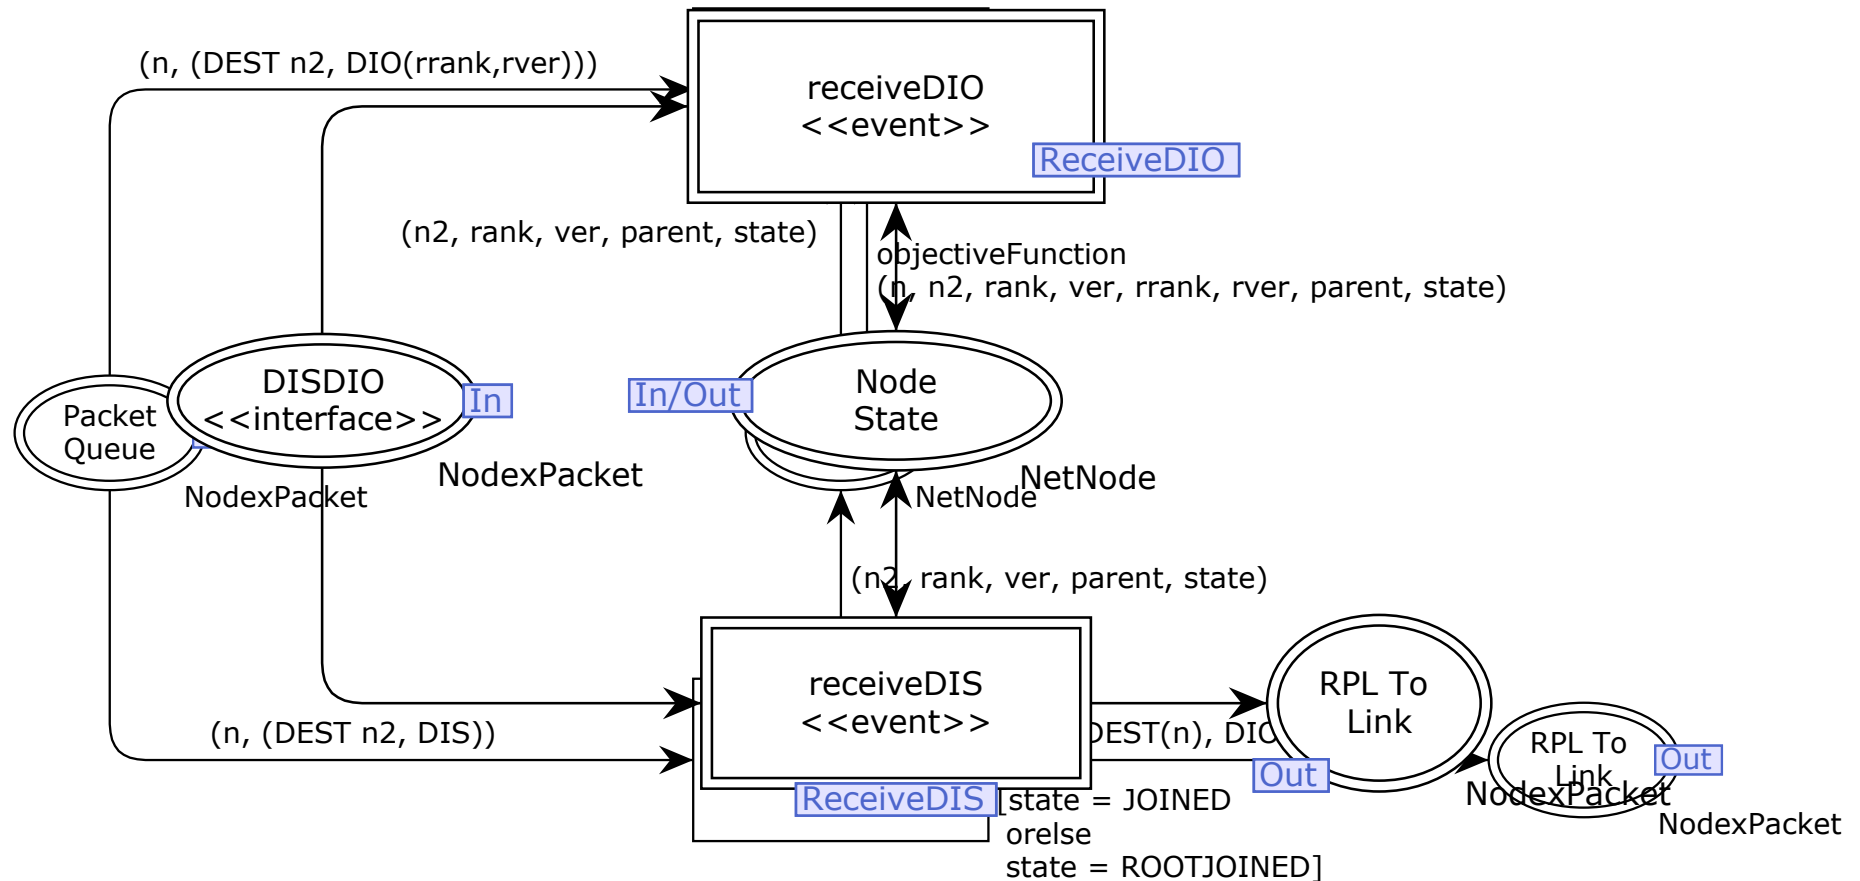 (n, (DEST n2, DIO(rrank,rver)))
receiveDIO
<<event>>
ReceiveDIO
(n2, rank, ver, parent, state)
objectiveFunction
(n, n2, rank, ver, rrank, rver, parent, state)
Packet
Queue
NodexPacket
DISDIO
<<interface>>
In
NodexPacket
In/Out
Node
State
NetNode
NetNode
(n2, rank, ver, parent, state)
receiveDIS
<<event>>
ReceiveDIS
(n, (DEST n2, DIS))
DEST(n), DIO
RPL To
Link
Out
NodexPacket
RPL To
Link
Out
NodexPacket
[state = JOINED
orelse
state = ROOTJOINED]